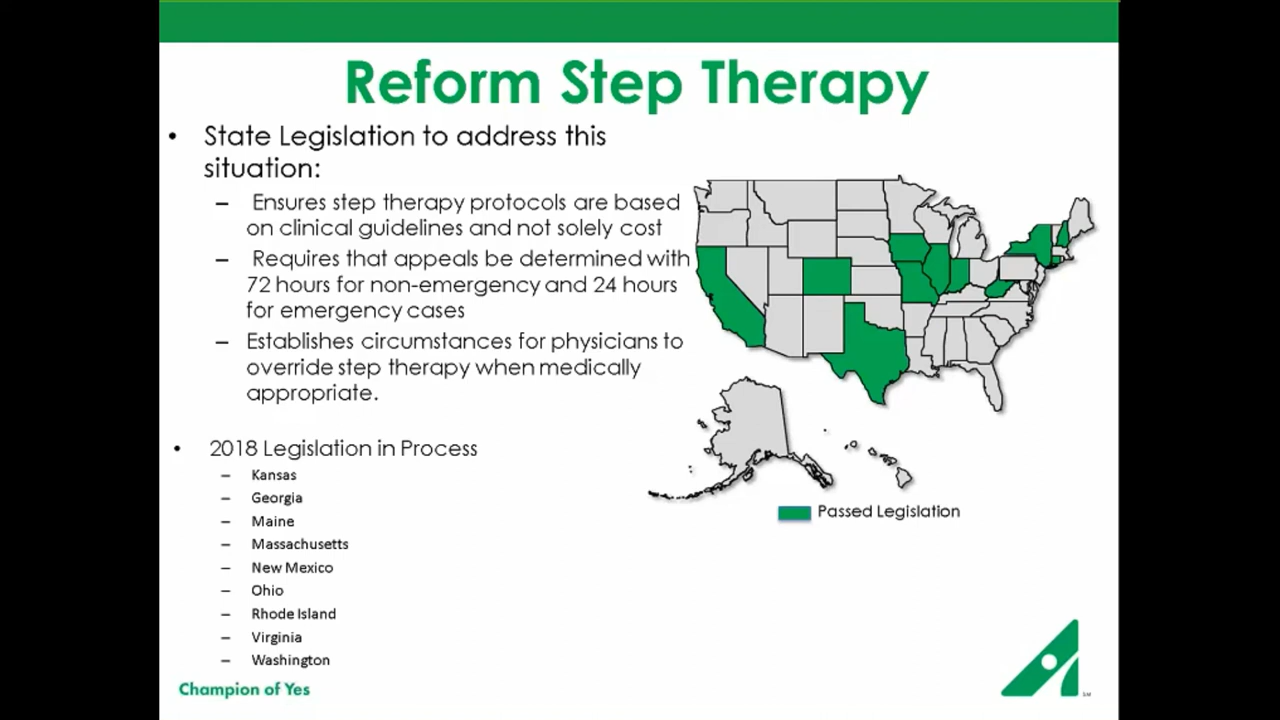 Reform Step Therapy
• State Legislation to address this
situation:
– Ensures step therapy protocols are based
on clinical guidelines and not solely cost
– Requires that appeals be determined with
72 hours for non-emergency and 24 hours
for emergency cases
– Establishes circumstances for physicians to
override step therapy when medically
appropriate.
• 2018 Legislation in Process
– Kansas
– Georgia
– Maine
– Massachusetts
– New Mexico
– Ohio
– Rhode Island
– Virginia
– Washington
Passed Legislation
Champion of Yes
SM